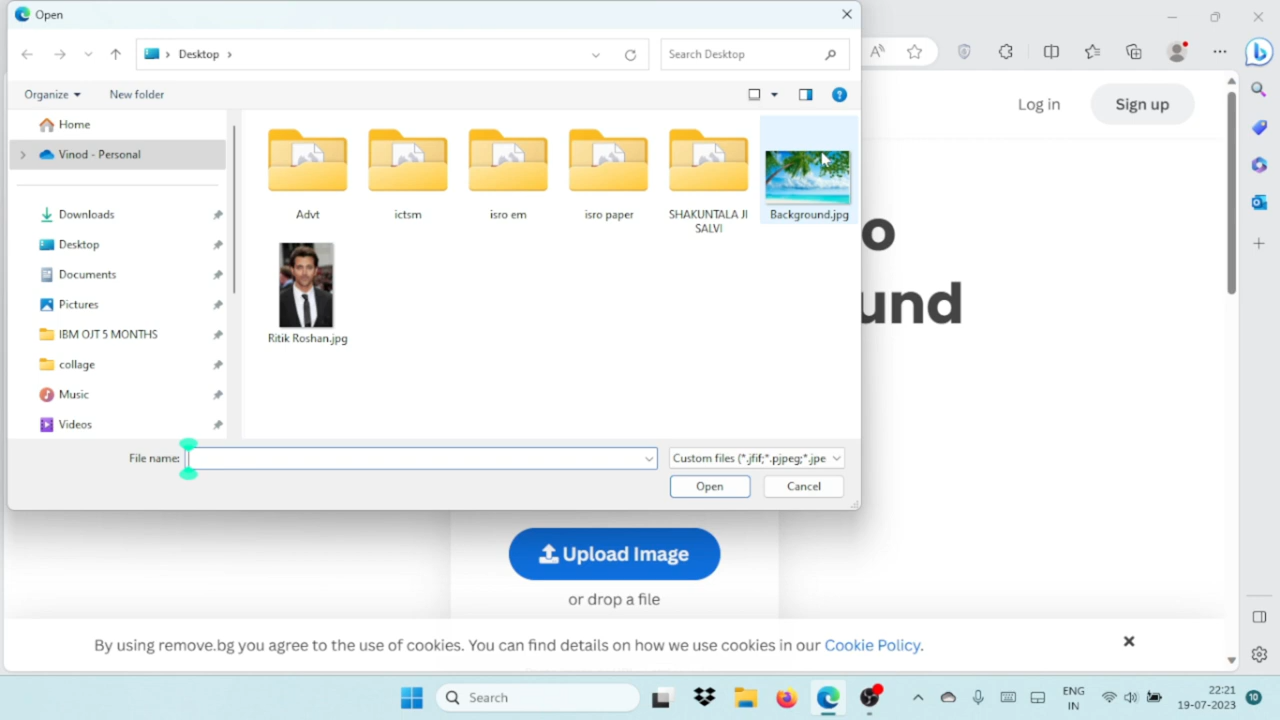 Open
Desktop
Search Desktop
Organize
New folder
Log in
Sign up
Home
Vinod - Personal
Downloads
Desktop
Documents
Pictures
IBM OJT 5 MONTHS
collage
Music
Videos
Advt
ictsm
isro em
isro paper
SHAKUNTALA JI
SALVI
Background.jpg
Ritik Roshan.jpg
o
und
File name:
Custom files (*.jfif;*.pjpeg;*.jpe
Open
Cancel
Upload Image
or drop a file
By using remove.bg you agree to the use of cookies. You can find details on how we use cookies in our Cookie Policy.
Search
ENG
IN
22:21
19-07-2023
10